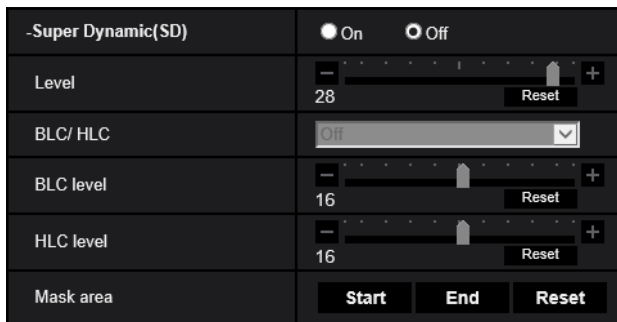 -Super Dynamic(SD) On Off
Level - +
28 Reset
BLC/ HLC Off
BLC level - +
16 Reset
HLC level - +
16 Reset
Mask area Start End Reset